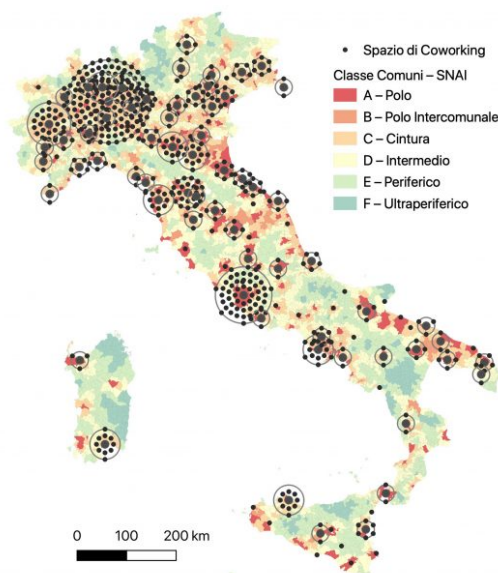 Spazio di Coworking
Classe Comuni – SNAI
A – Polo
B – Polo Intercomunale
C – Cintura
D – Intermedio
E – Periferico
F – Ultraperiferico
0 100 200 km